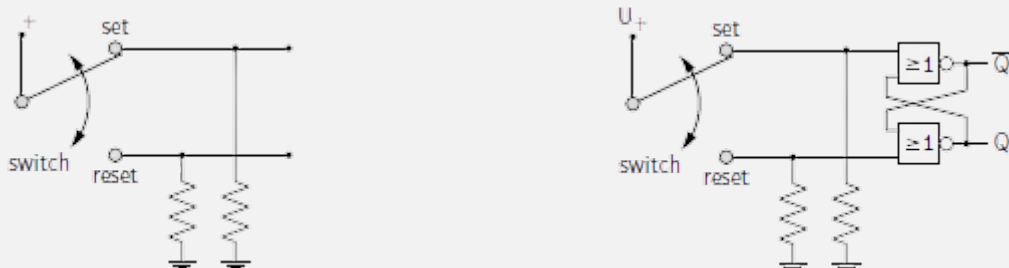 +
set
switch
reset
U+
set
≥1
Q̅
switch
≥1
Q
reset